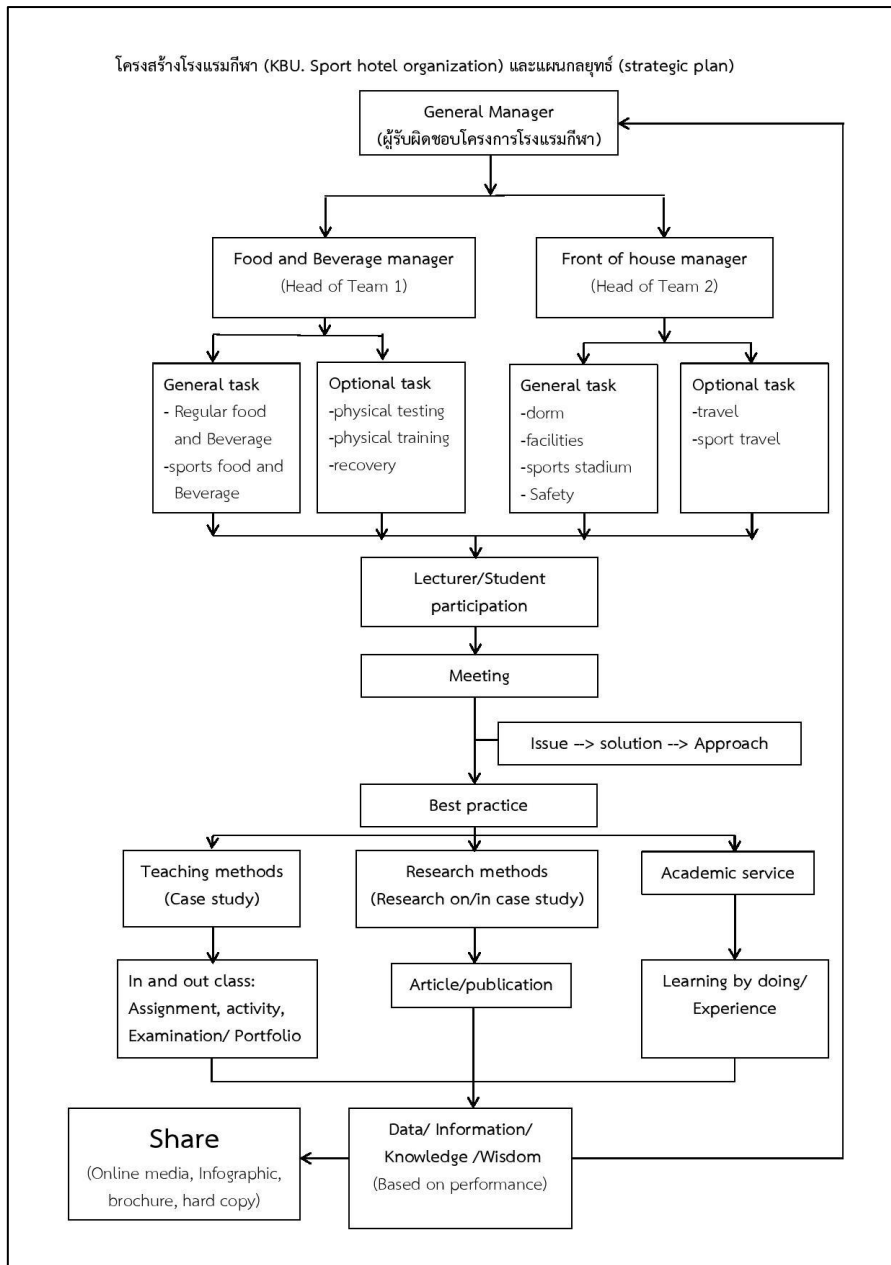 โครงสร้างโรงแรมกีฬา (KBU. Sport hotel organization) และแผนกลยุทธ์ (strategic plan)
General Manager
(ผู้รับผิดชอบโครงการโรงแรมกีฬา)
Food and Beverage manager
(Head of Team 1)
Front of house manager
(Head of Team 2)
General task
- Regular food
and Beverage
-sports food and
Beverage
Optional task
-physical testing
-physical training
-recovery
General task
-dorm
-facilities
-sports stadium
- Safety
Optional task
-travel
-sport travel
Lecturer/Student
participation
Meeting
Issue --> solution --> Approach
Best practice
Teaching methods
(Case study)
Research methods
(Research on/in case study)
Academic service
In and out class:
Assignment, activity,
Examination/ Portfolio
Article/publication
Learning by doing/
Experience
Share
(Online media, Infographic,
brochure, hard copy)
Data/ Information/
Knowledge /Wisdom
(Based on performance)